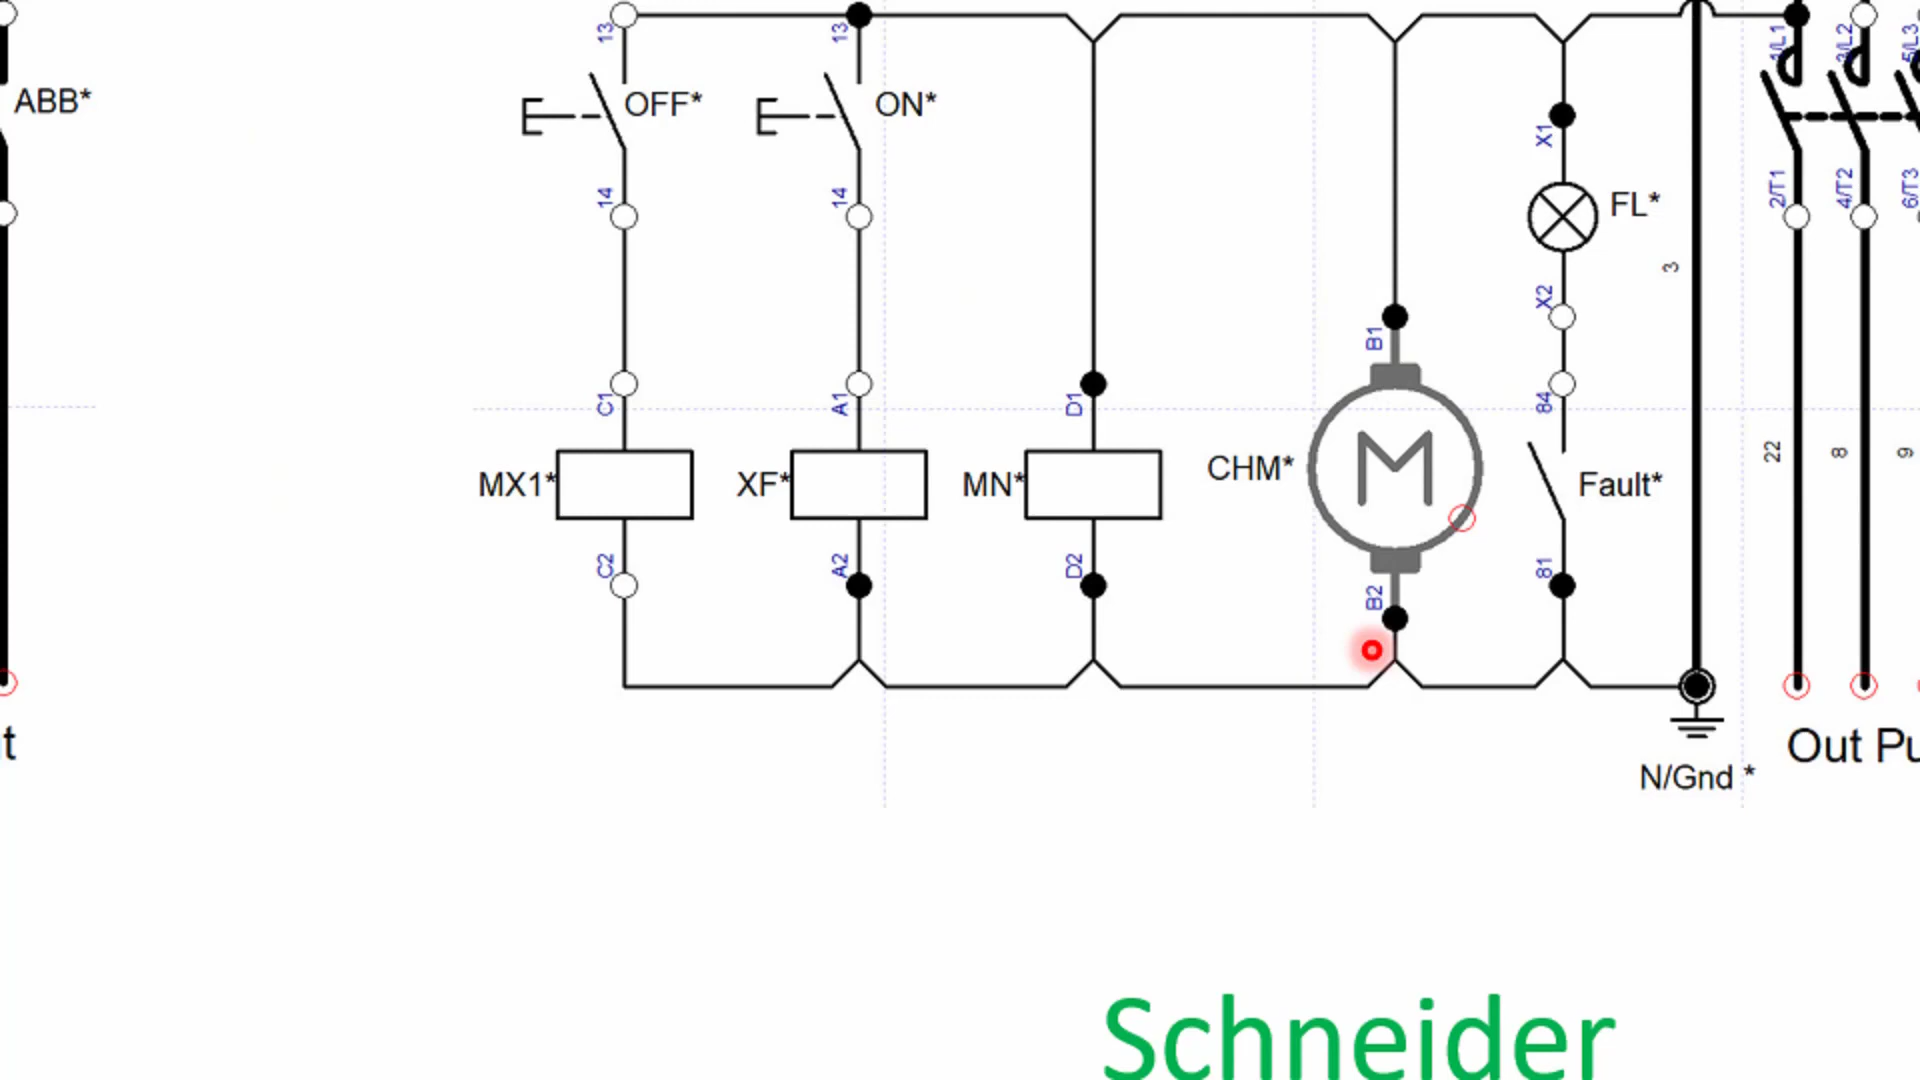 13
13
1/L1
3/L2
5/L3
ABB*
OFF*
ON*
X1
14
14
FL*
2/T1
4/T2
6/T3
3
X2
B1
C1
A1
D1
84
22
8
9
MX1*
XF*
MN*
CHM*
M
Fault*
C2
A2
D2
B2
81
t
Out Pu
N/Gnd *
Schneider